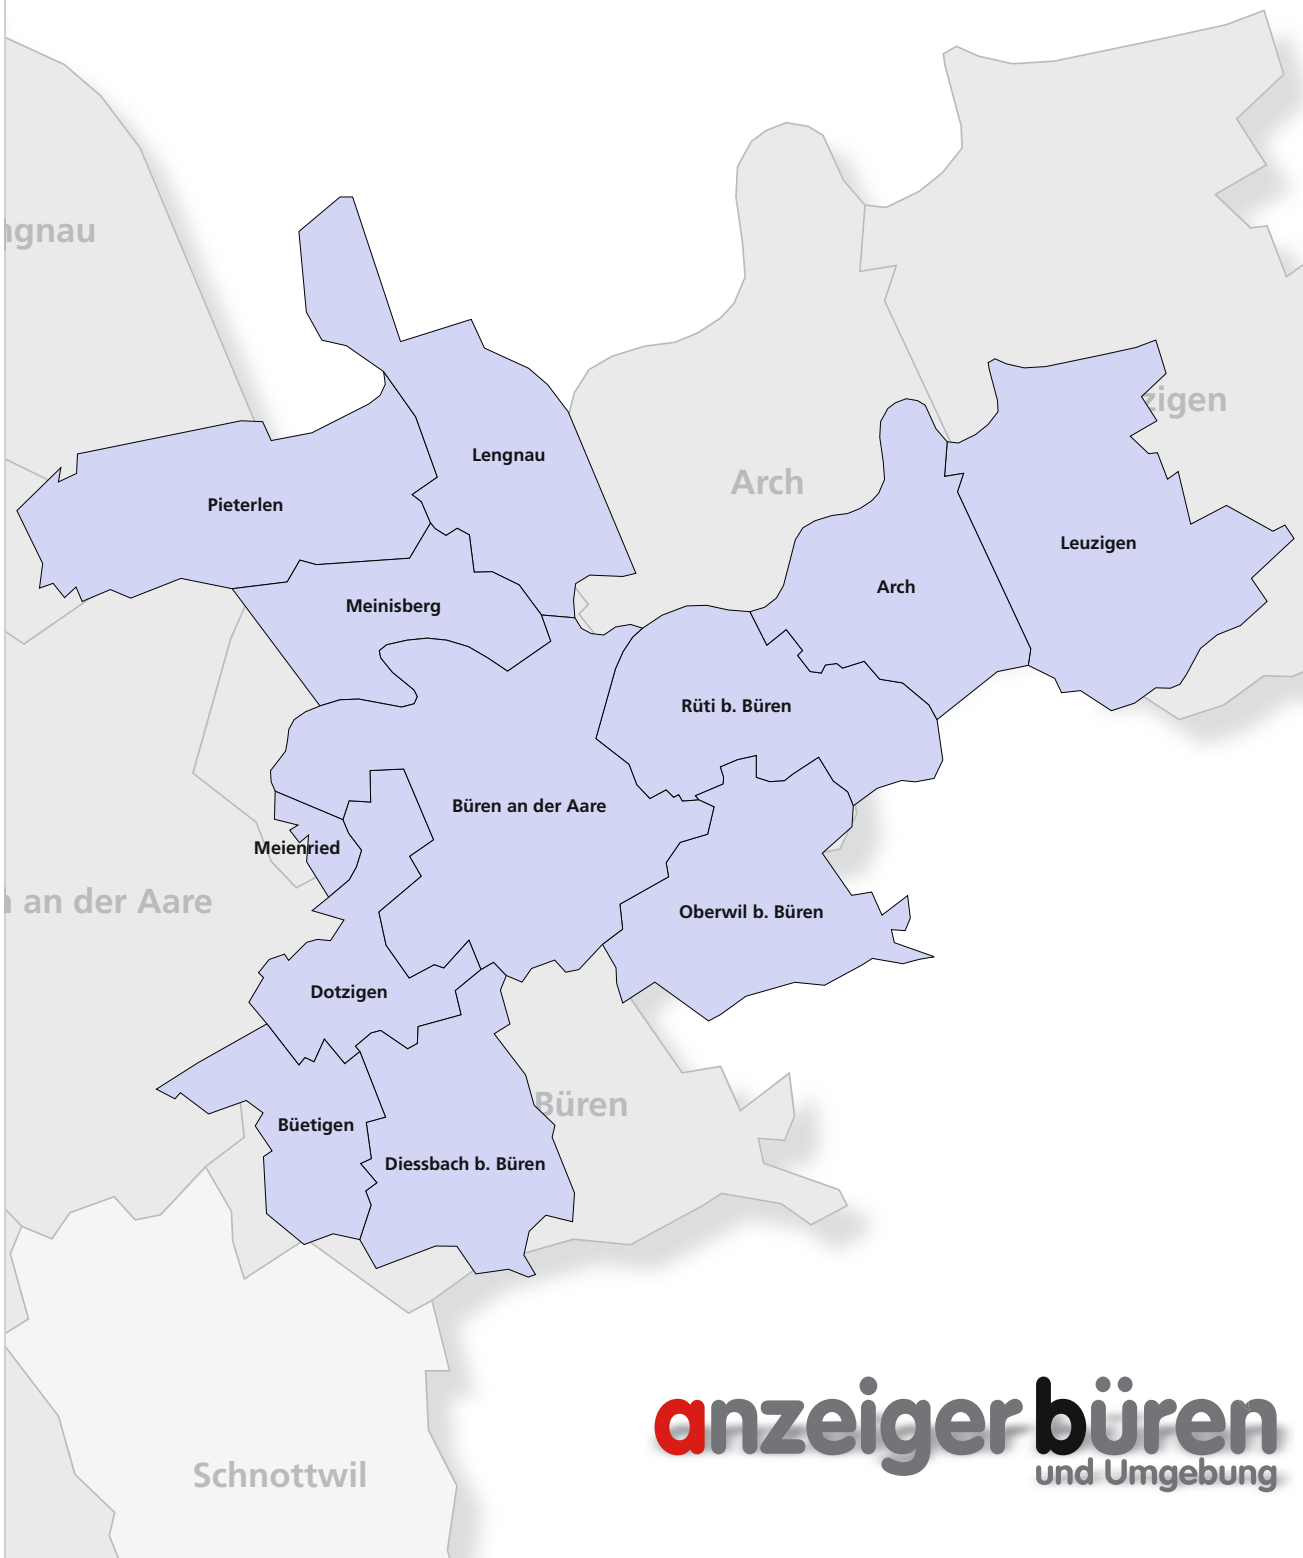 ngnau
zigen
Lengnau
Arch
Pieterlen
Leuzigen
Arch
Meinisberg
Rüti b. Büren
Büren an der Aare
Meienried
an der Aare
Oberwil b. Büren
Dotzigen
Büren
Büetigen
Diessbach b. Büren
anzeiger büren
und Umgebung
Schnottwil